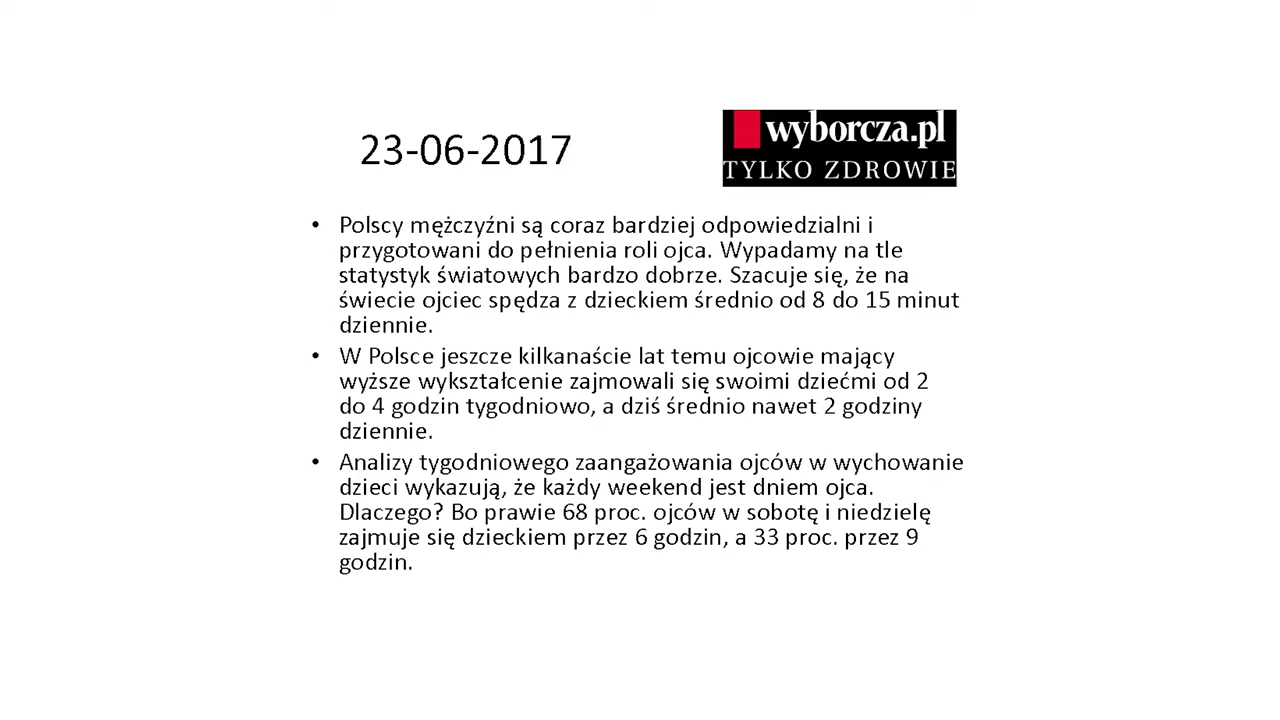 23-06-2017
wyborcza.pl
TYLKO ZDROWIE
• Polscy mężczyźni są coraz bardziej odpowiedzialni i
przygotowani do pełnienia roli ojca. Wypadamy na tle
statystyk światowych bardzo dobrze. Szacuje się, że na
świecie ojciec spędza z dzieckiem średnio od 8 do 15 minut
dziennie.
• W Polsce jeszcze kilkanaście lat temu ojcowie mający
wyższe wykształcenie zajmowali się swoimi dziećmi od 2
do 4 godzin tygodniowo, a dziś średnio nawet 2 godziny
dziennie.
• Analizy tygodniowego zaangażowania ojców w wychowanie
dzieci wykazują, że każdy weekend jest dniem ojca.
Dlaczego? Bo prawie 68 proc. ojców w sobotę i niedzielę
zajmuje się dzieckiem przez 6 godzin, a 33 proc. przez 9
godzin.